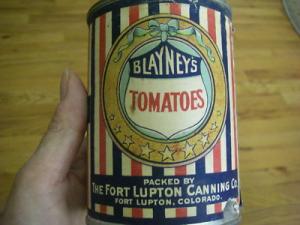 BLAYNEY'S
TOMATOES
PACKED BY
THE FORT LUPTON CANNING CO.
FORT LUPTON, COLORADO.